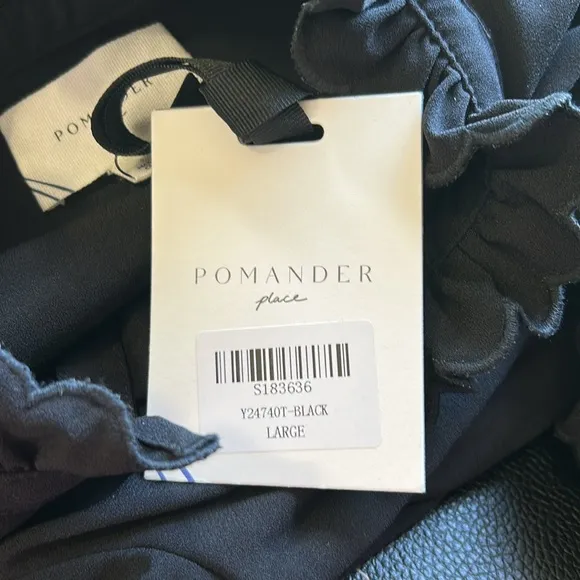 POMANDER
POMANDER
place
S183636
Y24740T-BLACK
LARGE